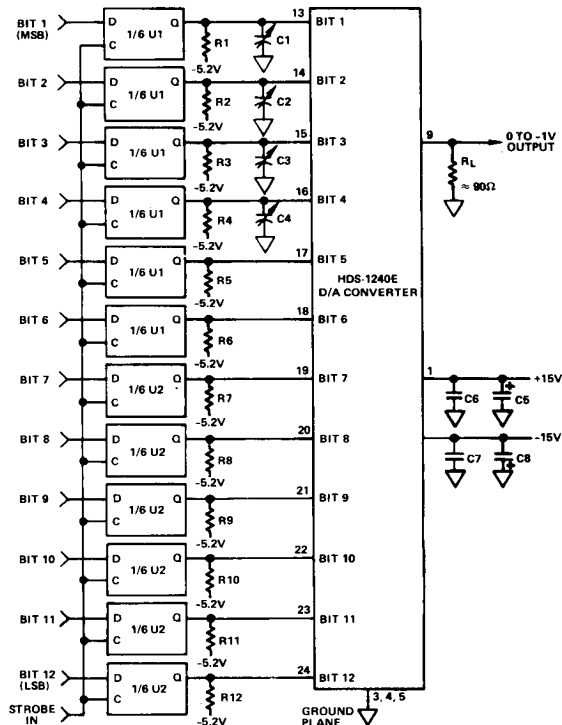 BIT 1
(MSB)
D Q
C
1/6 U1
R1
-5.2V
C1
13
BIT 1
BIT 2
D Q
C
1/6 U1
R2
-5.2V
C2
14
BIT 2
BIT 3
D Q
C
1/6 U1
R3
-5.2V
C3
15
BIT 3
BIT 4
D Q
C
1/6 U1
R4
-5.2V
C4
16
BIT 4
BIT 5
D Q
C
1/6 U1
R5
-5.2V
17
BIT 5
BIT 6
D Q
C
1/6 U1
R6
-5.2V
18
BIT 6
BIT 7
D Q
C
1/6 U2
R7
-5.2V
19
BIT 7
BIT 8
D Q
C
1/6 U2
R8
-5.2V
20
BIT 8
BIT 9
D Q
C
1/6 U2
R9
-5.2V
21
BIT 9
BIT 10
D Q
C
1/6 U2
R10
-5.2V
22
BIT 10
BIT 11
D Q
C
1/6 U2
R11
-5.2V
23
BIT 11
BIT 12
(LSB)
D Q
C
1/6 U2
R12
-5.2V
24
BIT 12
STROBE
IN
HDS-1240E
D/A CONVERTER
9
0 TO -1V
OUTPUT
RL
≈ 90Ω
1
+15V
C6
C5
-15V
C7
C8
3, 4, 5
GROUND
PLANE